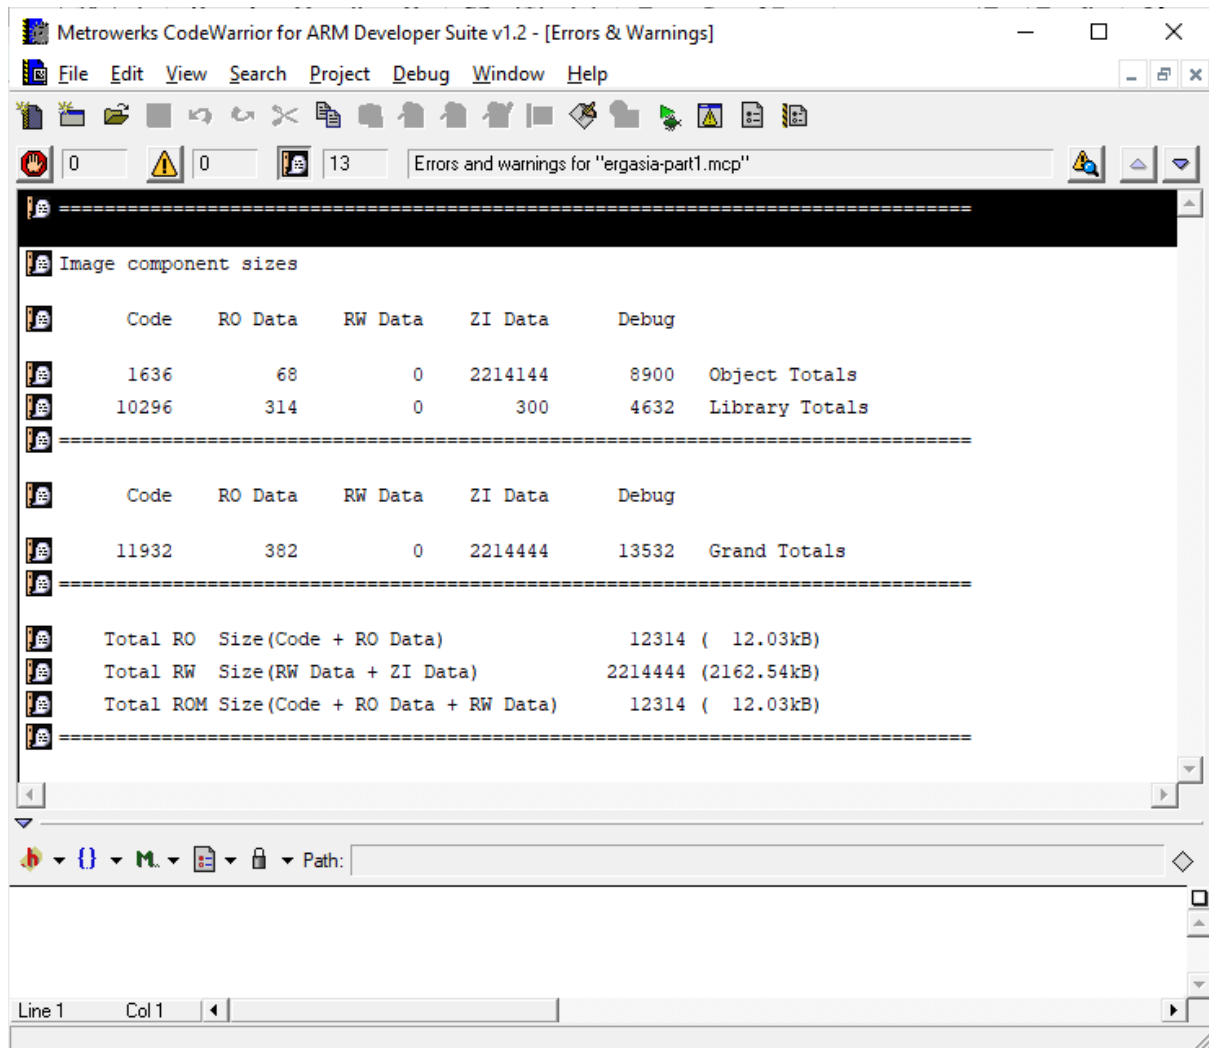 Metrowerks CodeWarrior for ARM Developer Suite v1.2 - [Errors & Warnings]
File Edit View Search Project Debug Window Help
0 0 13 Errors and warnings for "ergasia-part1.mcp"
==========================================================================
Image component sizes
Code RO Data RW Data ZI Data Debug
1636 68 0 2214144 8900 Object Totals
10296 314 0 300 4632 Library Totals
==========================================================================
Code RO Data RW Data ZI Data Debug
11932 382 0 2214444 13532 Grand Totals
==========================================================================
Total RO Size(Code + RO Data) 12314 ( 12.03kB)
Total RW Size(RW Data + ZI Data) 2214444 (2162.54kB)
Total ROM Size(Code + RO Data + RW Data) 12314 ( 12.03kB)
==========================================================================
h {} M.. Path:
Line 1 Col 1